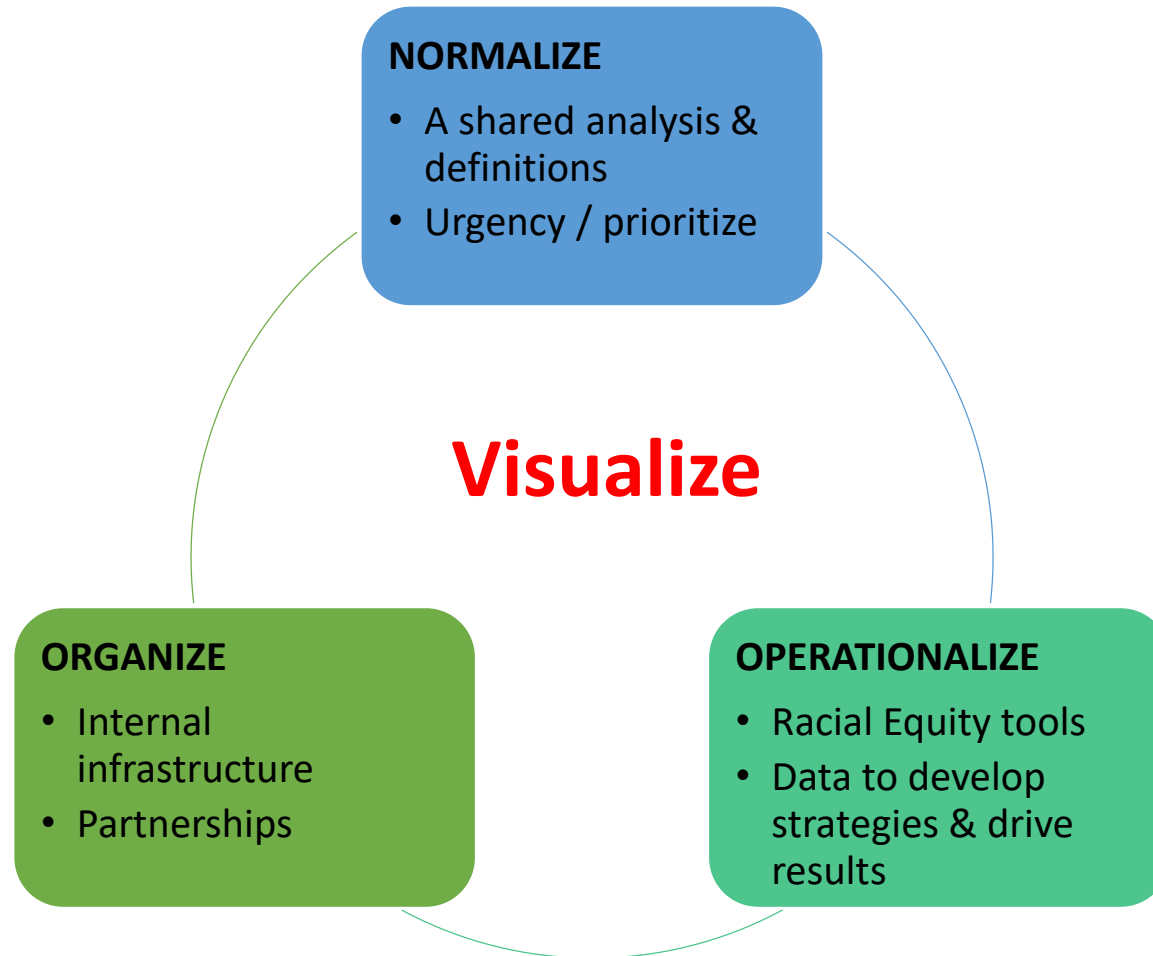 NORMALIZE
• A shared analysis &
definitions
• Urgency / prioritize
Visualize
ORGANIZE
• Internal
infrastructure
• Partnerships
OPERATIONALIZE
• Racial Equity tools
• Data to develop
strategies & drive
results